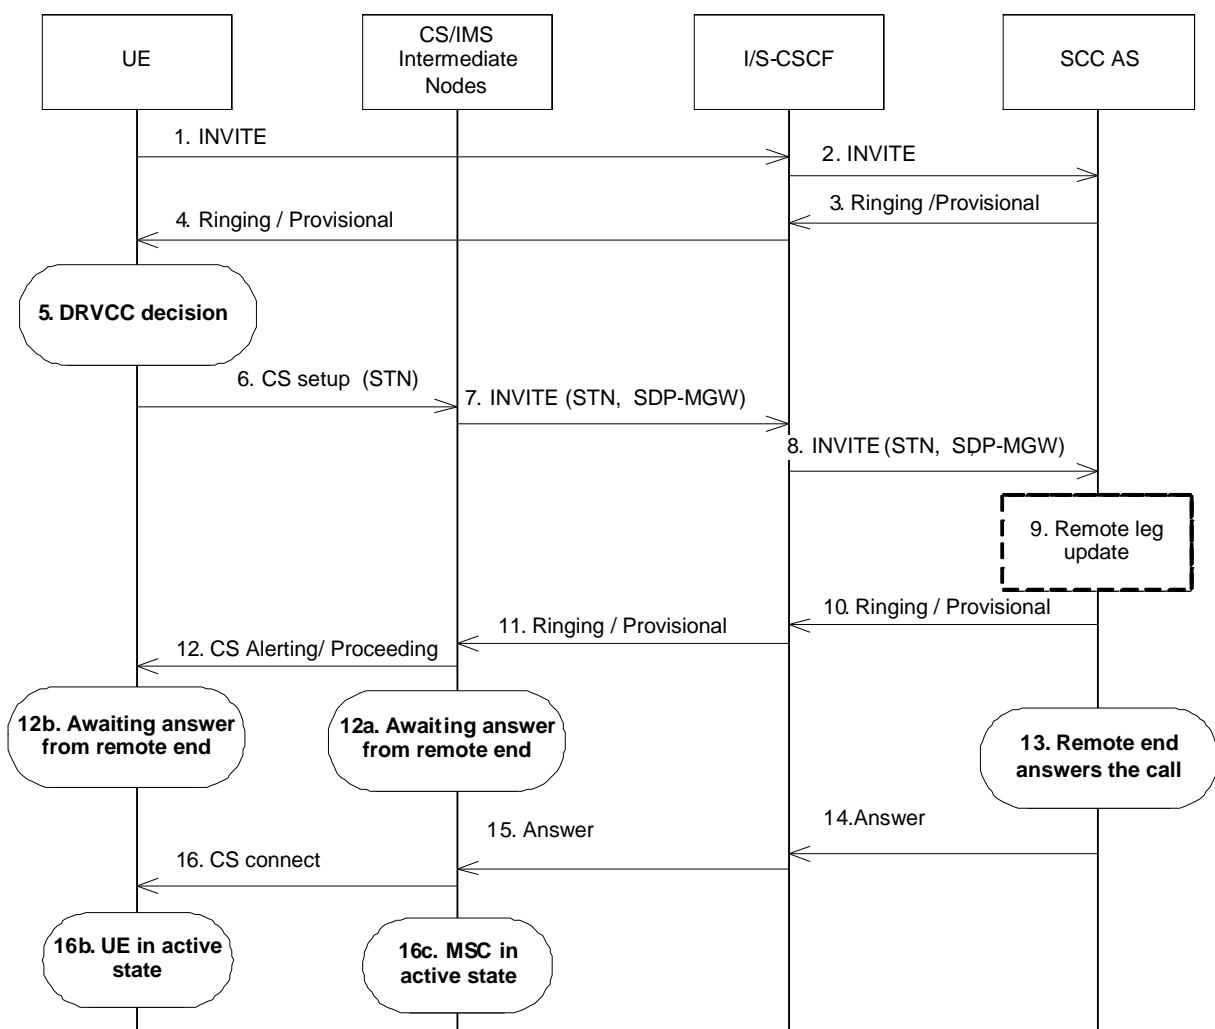 UE
CS/IMS
Intermediate
Nodes
I/S-CSCF
SCC AS
1. INVITE
2. INVITE
3. Ringing /Provisional
4. Ringing / Provisional
5. DRVCC decision
6. CS setup (STN)
7. INVITE (STN, SDP-MGW)
8. INVITE (STN, SDP-MGW)
9. Remote leg
update
10. Ringing / Provisional
11. Ringing / Provisional
12. CS Alerting/ Proceeding
12b. Awaiting answer
from remote end
12a. Awaiting answer
from remote end
13. Remote end
answers the call
14.Answer
15. Answer
16. CS connect
16b. UE in active
state
16c. MSC in
active state